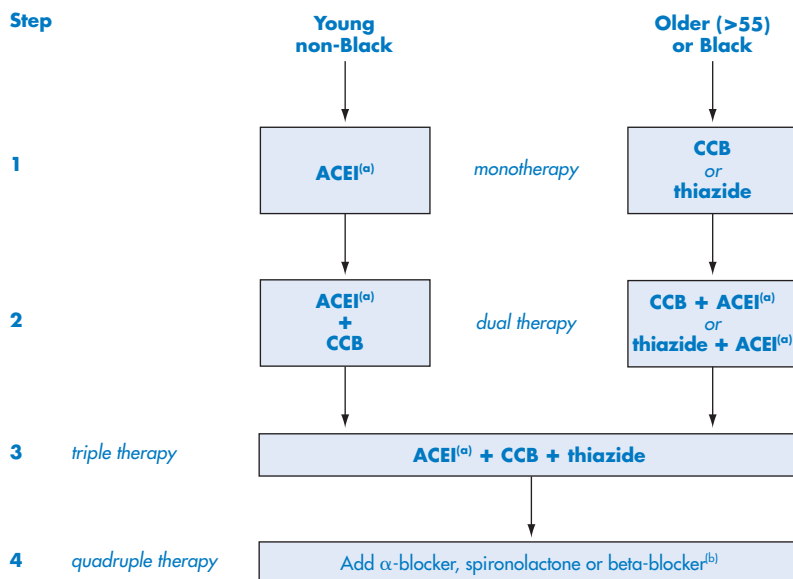 Step
Young
non-Black
Older (>55)
or Black
1
ACEI(a)
monotherapy
CCB
or
thiazide
2
ACEI(a)
+
CCB
dual therapy
CCB + ACEI(a)
or
thiazide + ACEI(a)
3 triple therapy ACEI(a) + CCB + thiazide
4 quadruple therapy Add α-blocker, spironolactone or beta-blocker(b)